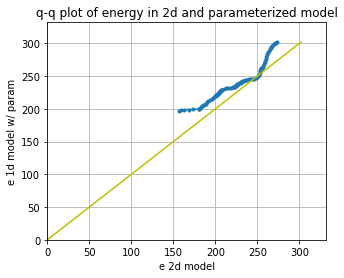 q-q plot of energy in 2d and parameterized model
e 1d model w/ param
300
250
200
150
100
50
0
0 50 100 150 200 250 300
e 2d model